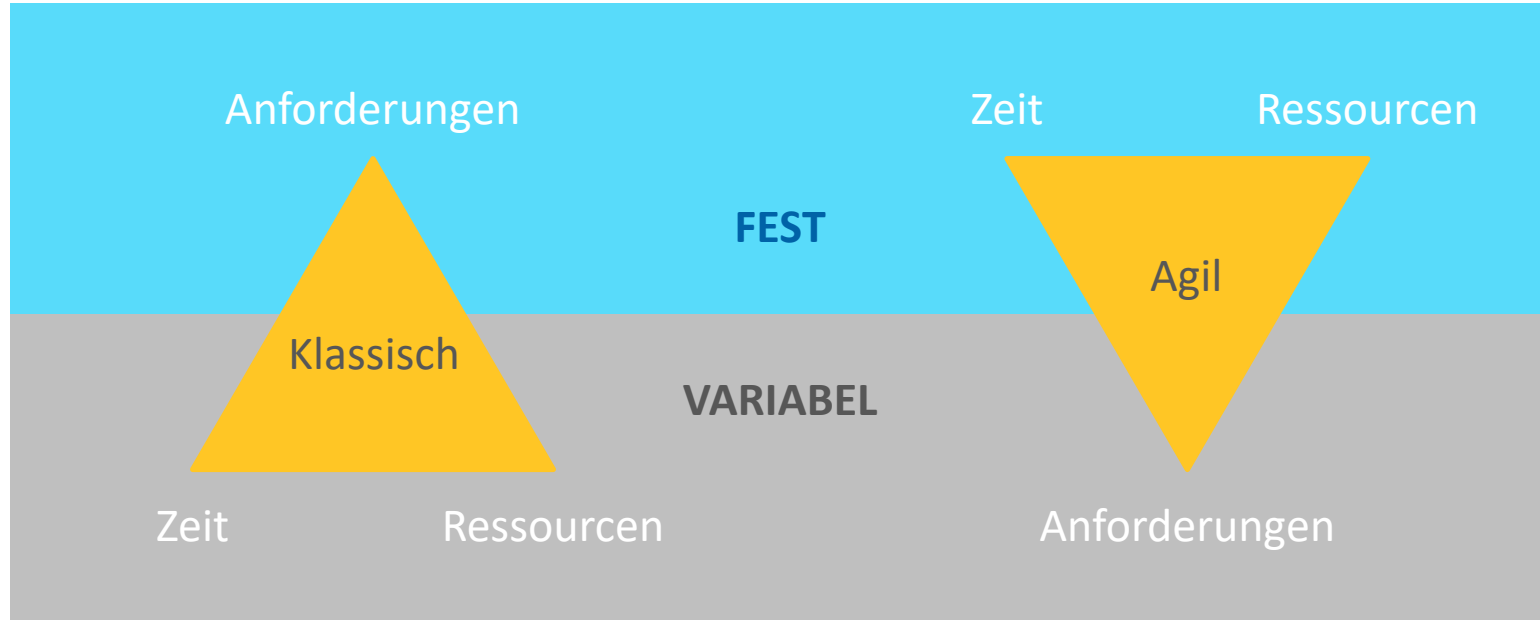 Anforderungen
Zeit Ressourcen
FEST
Agil
Klassisch
VARIABEL
Zeit Ressourcen
Anforderungen